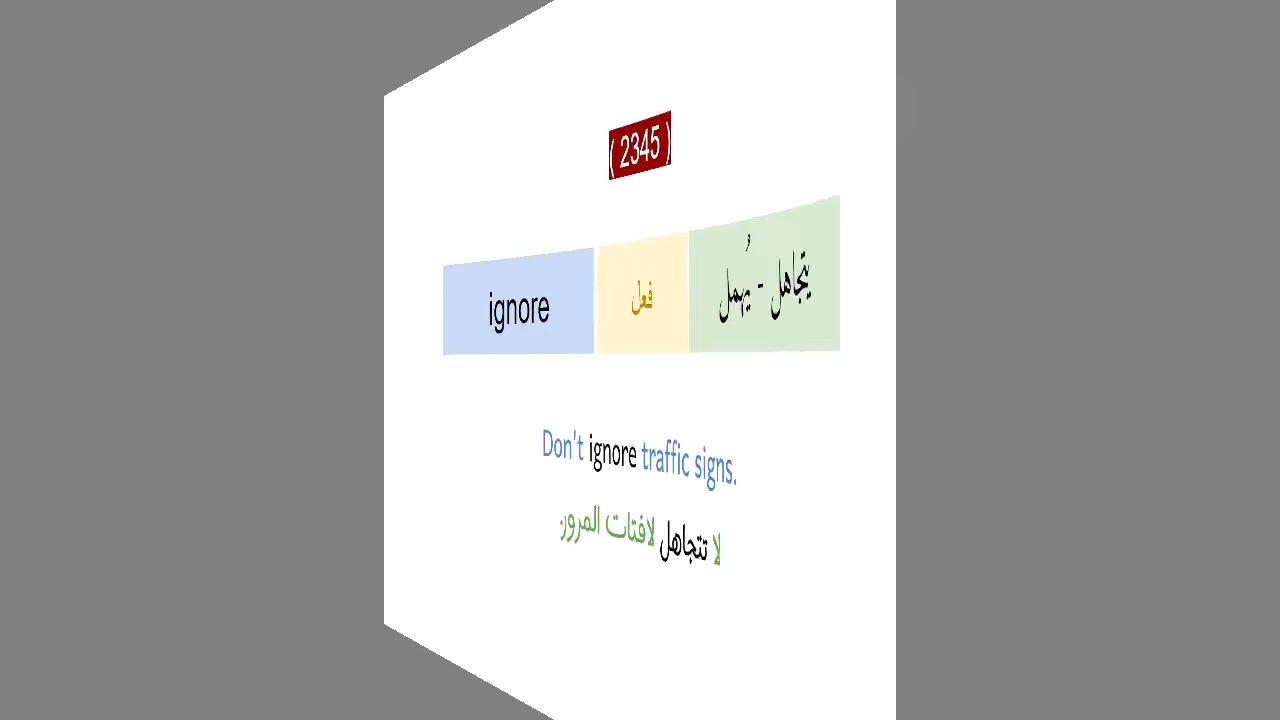 ( 2345 )
ignore فعل يتجاهل - يُهمل
Don't ignore traffic signs.
لا تتجاهل لافتات المرور.